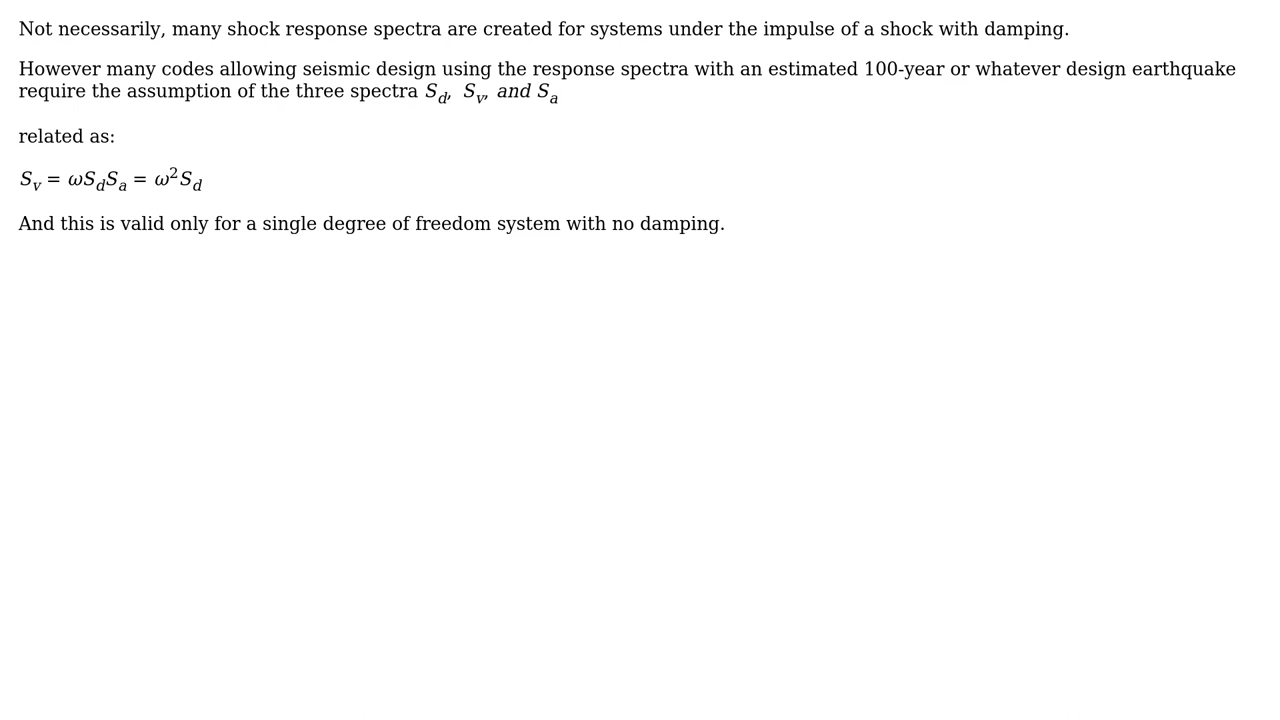 Not necessarily, many shock response spectra are created for systems under the impulse of a shock with damping.
However many codes allowing seismic design using the response spectra with an estimated 100-year or whatever design earthquake
require the assumption of the three spectra S_d, S_v, and S_a
related as:
S_v = ωS_dS_a = ω²S_d
And this is valid only for a single degree of freedom system with no damping.